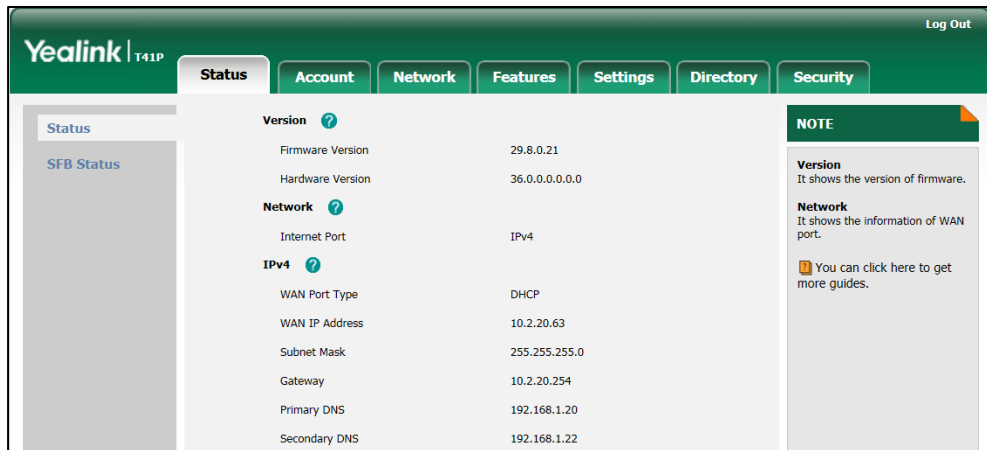 Log Out
Yealink | T41P
Status Account Network Features Settings Directory Security
Status
SFB Status
Version ?
Firmware Version 29.8.0.21
Hardware Version 36.0.0.0.0.0.0
Network ?
Internet Port IPv4
IPv4 ?
WAN Port Type DHCP
WAN IP Address 10.2.20.63
Subnet Mask 255.255.255.0
Gateway 10.2.20.254
Primary DNS 192.168.1.20
Secondary DNS 192.168.1.22
NOTE
Version
It shows the version of firmware.
Network
It shows the information of WAN
port.
? You can click here to get
more guides.